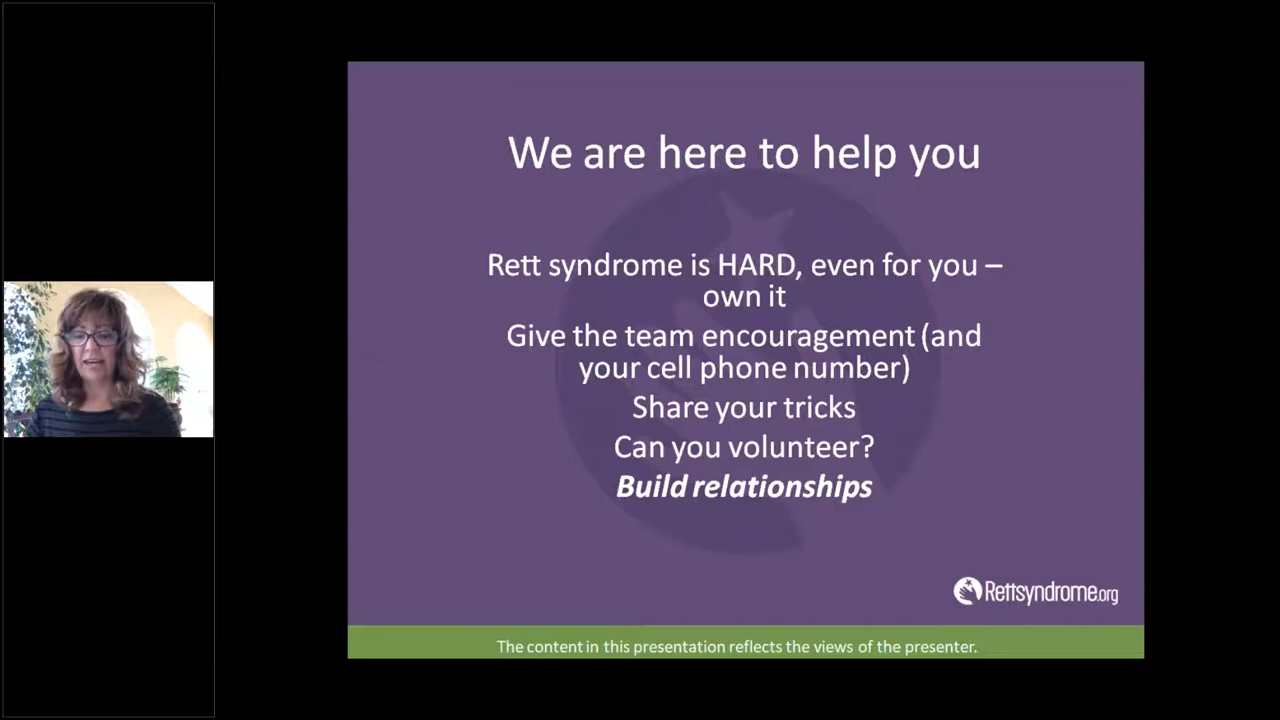 We are here to help you
Rett syndrome is HARD, even for you –
own it
Give the team encouragement (and
your cell phone number)
Share your tricks
Can you volunteer?
Build relationships
Rettsyndrome.org
The content in this presentation reflects the views of the presenter.